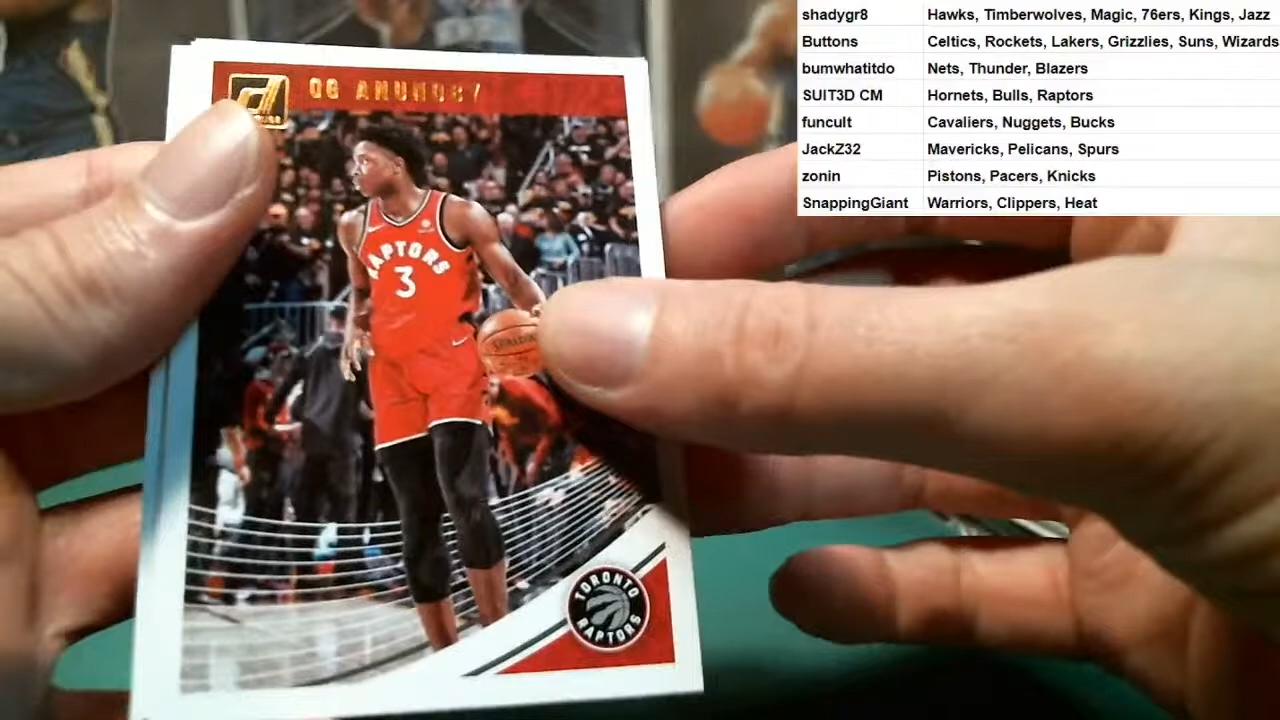 OG ANUNOBY
RAPTORS
3
SPALDING
TORONTO
RAPTORS
shadygr8 Hawks, Timberwolves, Magic, 76ers, Kings, Jazz
Buttons Celtics, Rockets, Lakers, Grizzlies, Suns, Wizards
bumwhatitdo Nets, Thunder, Blazers
SUIT3D CM Hornets, Bulls, Raptors
funcult Cavaliers, Nuggets, Bucks
JackZ32 Mavericks, Pelicans, Spurs
zonin Pistons, Pacers, Knicks
SnappingGiant Warriors, Clippers, Heat